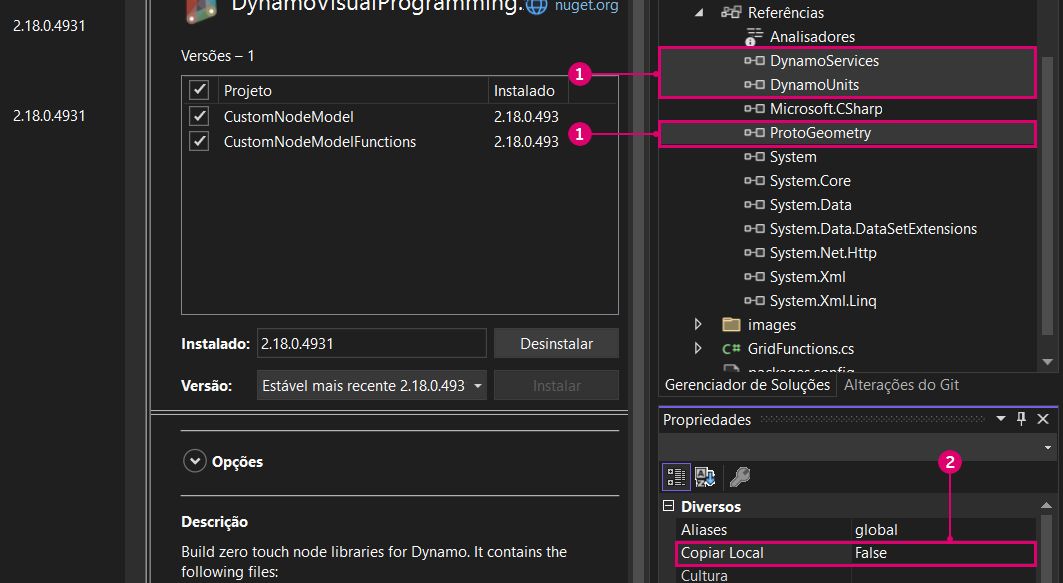 2.18.0.4931
2.18.0.4931
DynamoVisualProgramming.
nuget.org
Versões – 1
Projeto Instalado
CustomNodeModel 2.18.0.493
CustomNodeModelFunctions 2.18.0.493
1
1
Instalado: 2.18.0.4931 Desinstalar
Versão: Estável mais recente 2.18.0.493 Instalar
Opções
Descrição
Build zero touch node libraries for Dynamo. It contains the
following files:
Referências
Analisadores
DynamoServices
DynamoUnits
Microsoft.CSharp
ProtoGeometry
System
System.Core
System.Data
System.Data.DataSetExtensions
System.Net.Http
System.Xml
System.Xml.Linq
images
C# GridFunctions.cs
packages.config
Gerenciador de Soluções Alterações do Git
Propriedades
2
Diversos
Aliases global
Copiar Local False
Cultura